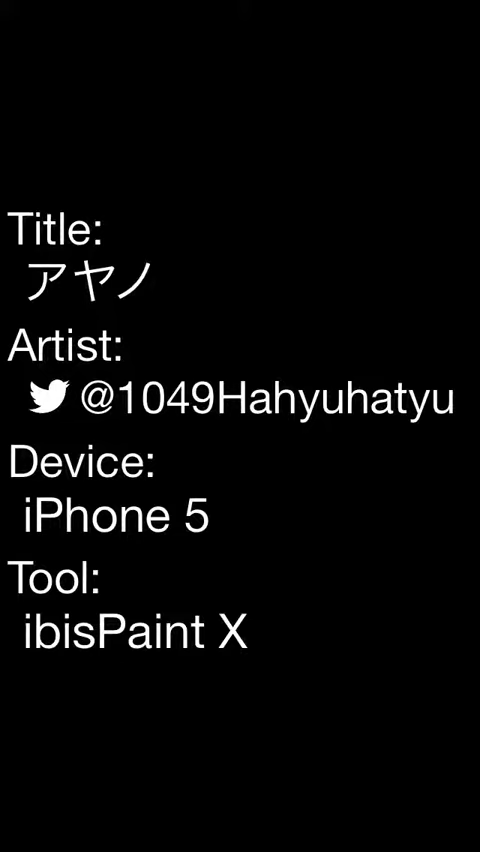 Title:
アヤノ
Artist:
@1049Hahyuhatyu
Device:
iPhone 5
Tool:
ibisPaint X